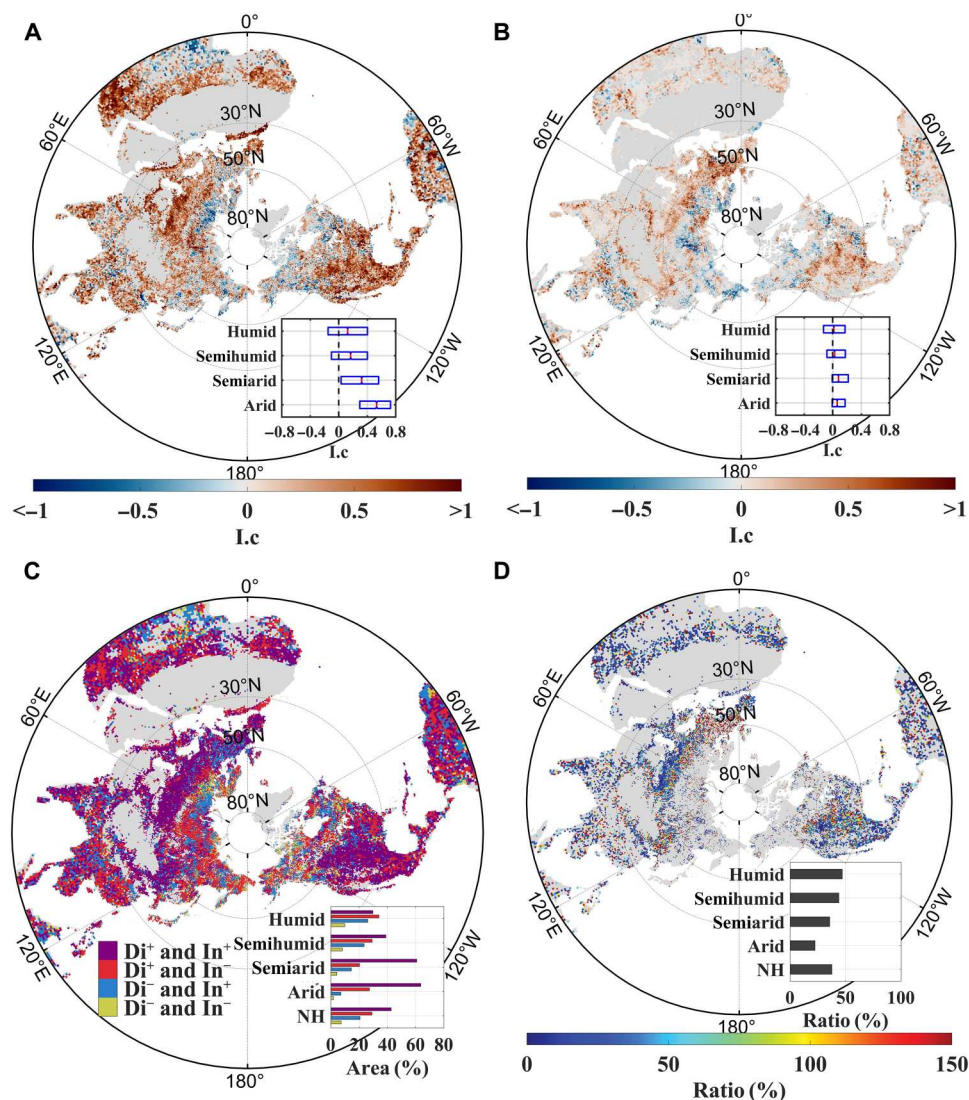 A
0°
30°N
50°N
80°N
60°E
60°W
120°E
120°W
180°
Humid
Semihumid
Semiarid
Arid
−0.8 −0.4 0 0.4 0.8
I.c
<−1 −0.5 0 0.5 >1
I.c
B
0°
30°N
50°N
80°N
60°E
60°W
120°E
120°W
180°
Humid
Semihumid
Semiarid
Arid
−0.8 −0.4 0 0.4 0.8
I.c
<−1 −0.5 0 0.5 >1
I.c
C
0°
30°N
50°N
80°N
60°E
60°W
120°E
120°W
180°
Di⁺ and In⁺
Di⁺ and In⁻
Di⁻ and In⁺
Di⁻ and In⁻
Humid
Semihumid
Semiarid
Arid
NH
0 20 40 60 80
Area (%)
D
0°
30°N
50°N
80°N
60°E
60°W
120°E
120°W
180°
Humid
Semihumid
Semiarid
Arid
NH
0 50 100
Ratio (%)
0 50 100 150
Ratio (%)